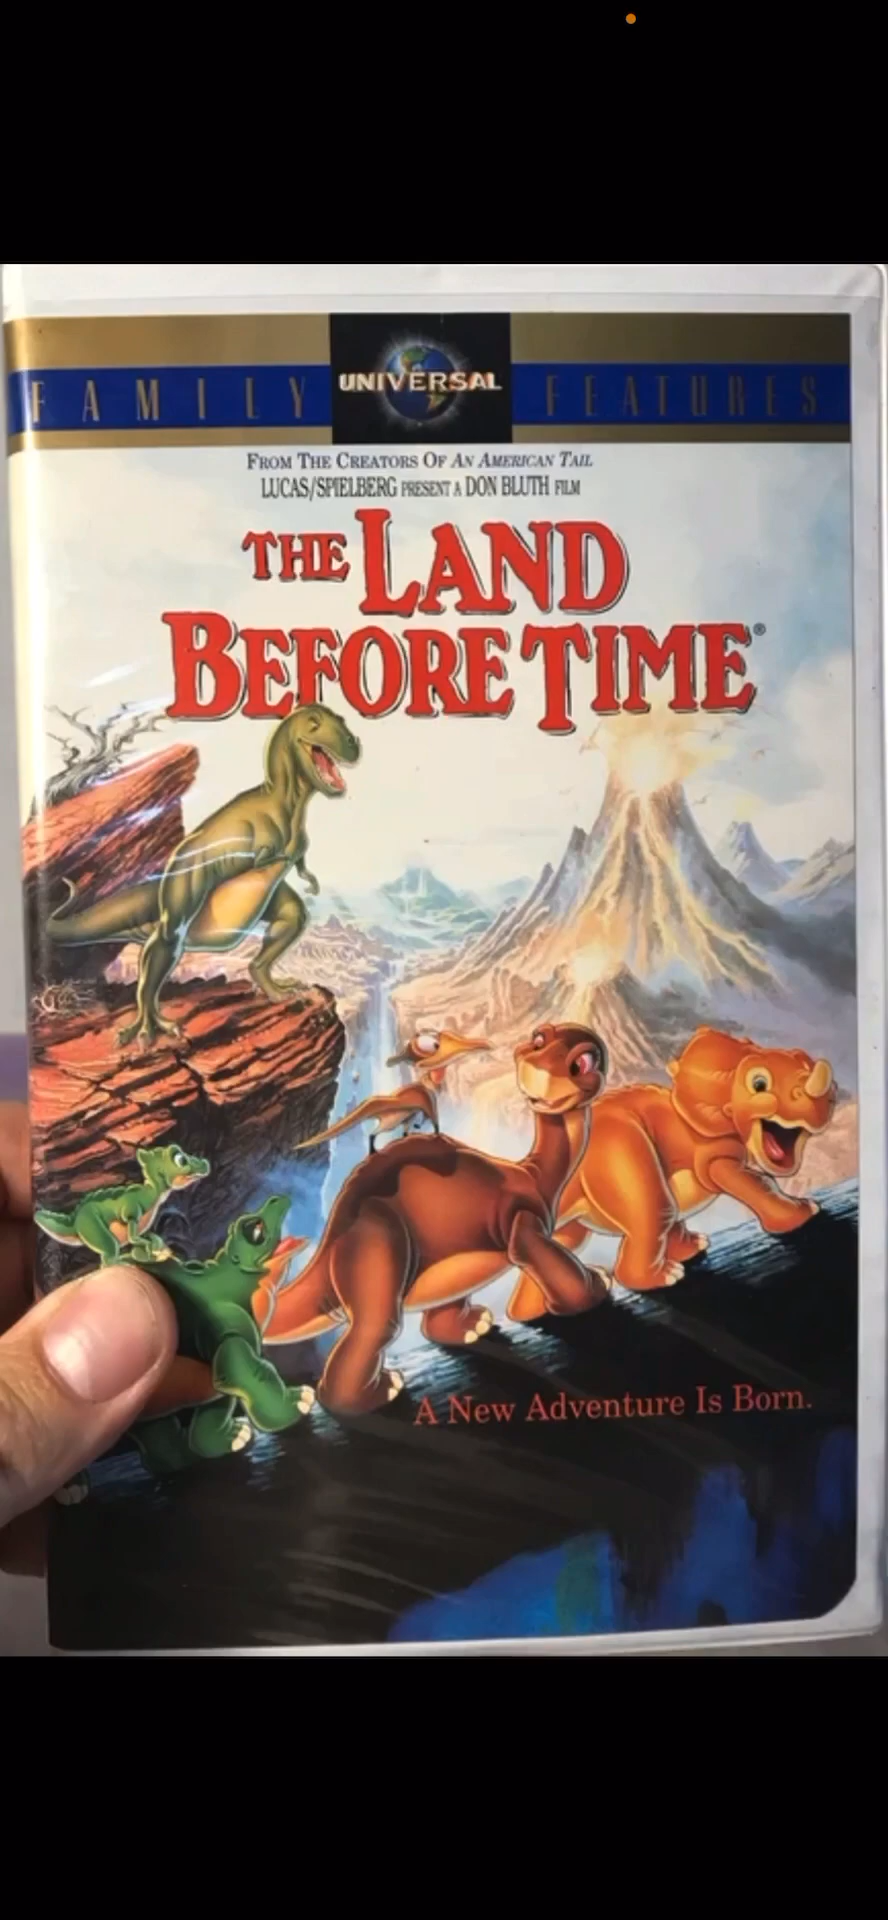 FAMILY UNIVERSAL FEATURES
FROM THE CREATORS OF AN AMERICAN TAIL
LUCAS/SPIELBERG PRESENT A DON BLUTH FILM
THE LAND
BEFORE TIME®
A New Adventure Is Born.